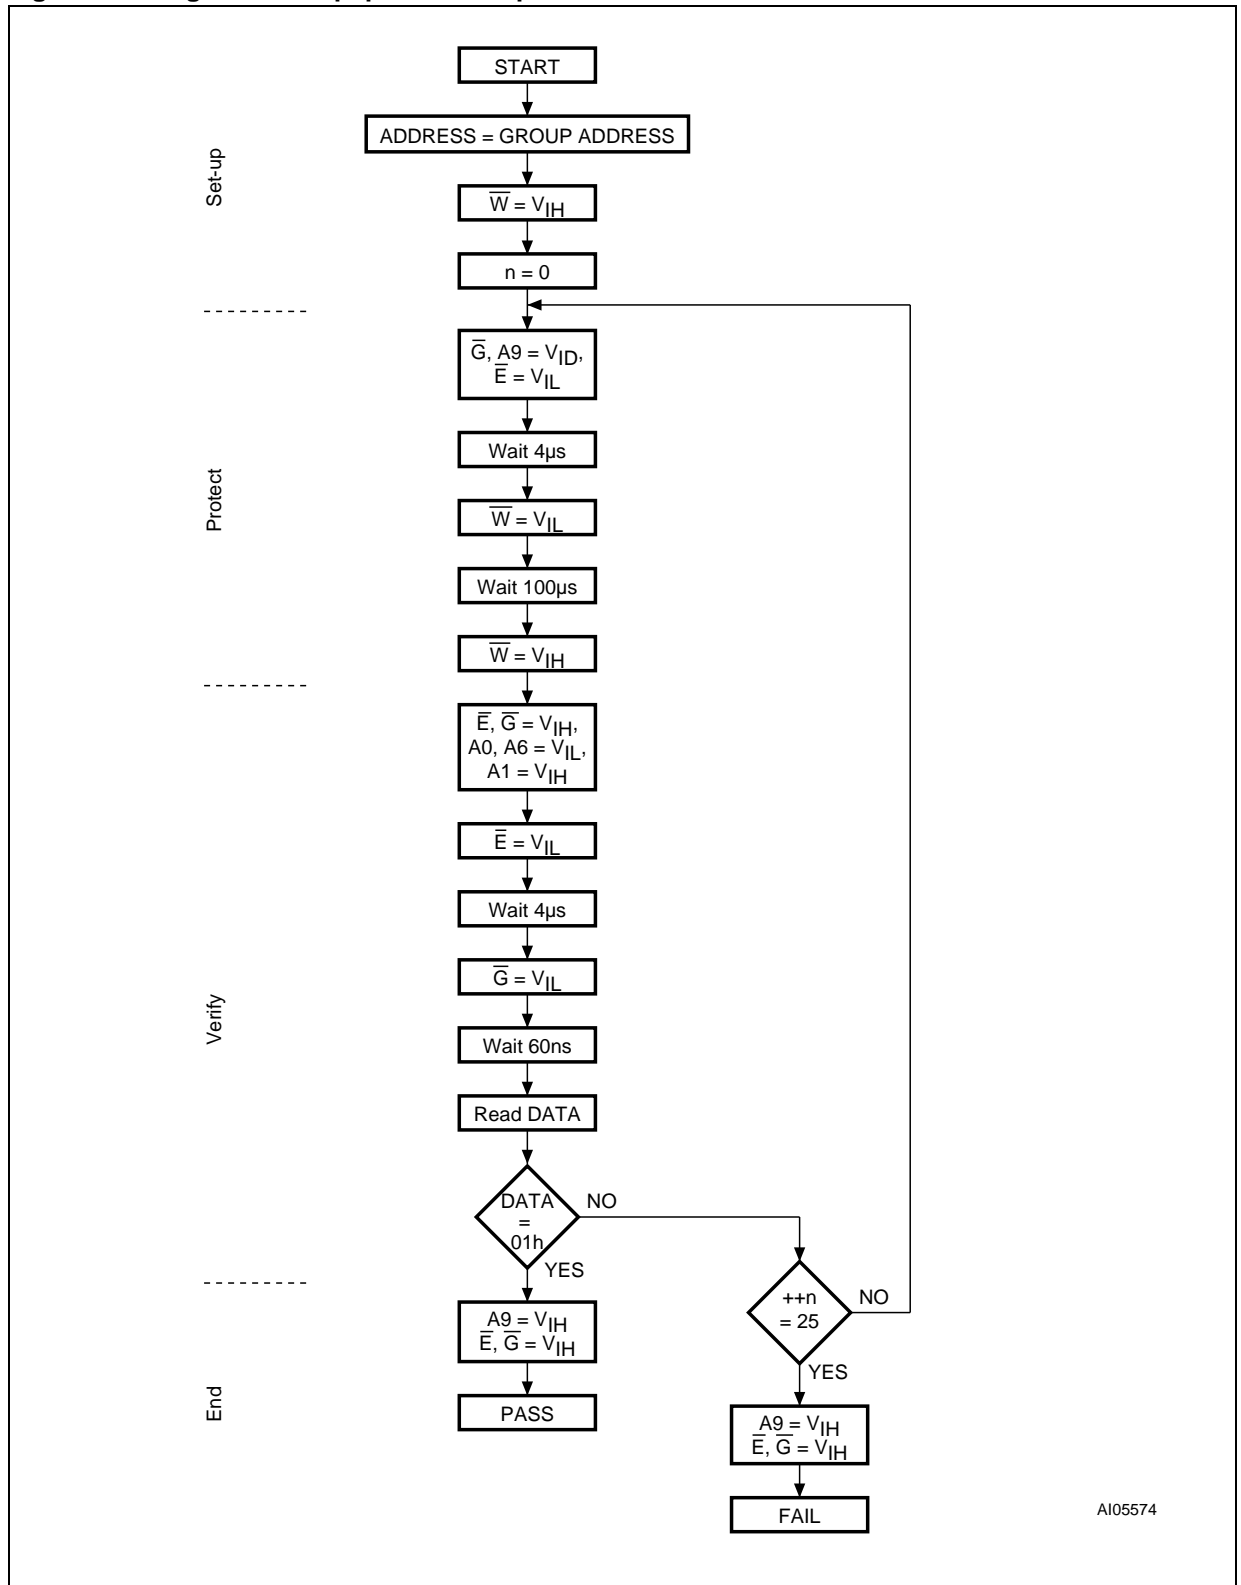 START
ADDRESS = GROUP ADDRESS
Set-up
W̅ = VIH
n = 0
G̅, A9 = VID,
E̅ = VIL
Wait 4µs
Protect
W̅ = VIL
Wait 100µs
W̅ = VIH
E̅, G̅ = VIH,
A0, A6 = VIL,
A1 = VIH
E̅ = VIL
Wait 4µs
G̅ = VIL
Verify
Wait 60ns
Read DATA
DATA
=
01h
NO
YES
++n
= 25
NO
YES
A9 = VIH
E̅, G̅ = VIH
End
PASS
A9 = VIH
E̅, G̅ = VIH
FAIL
AI05574